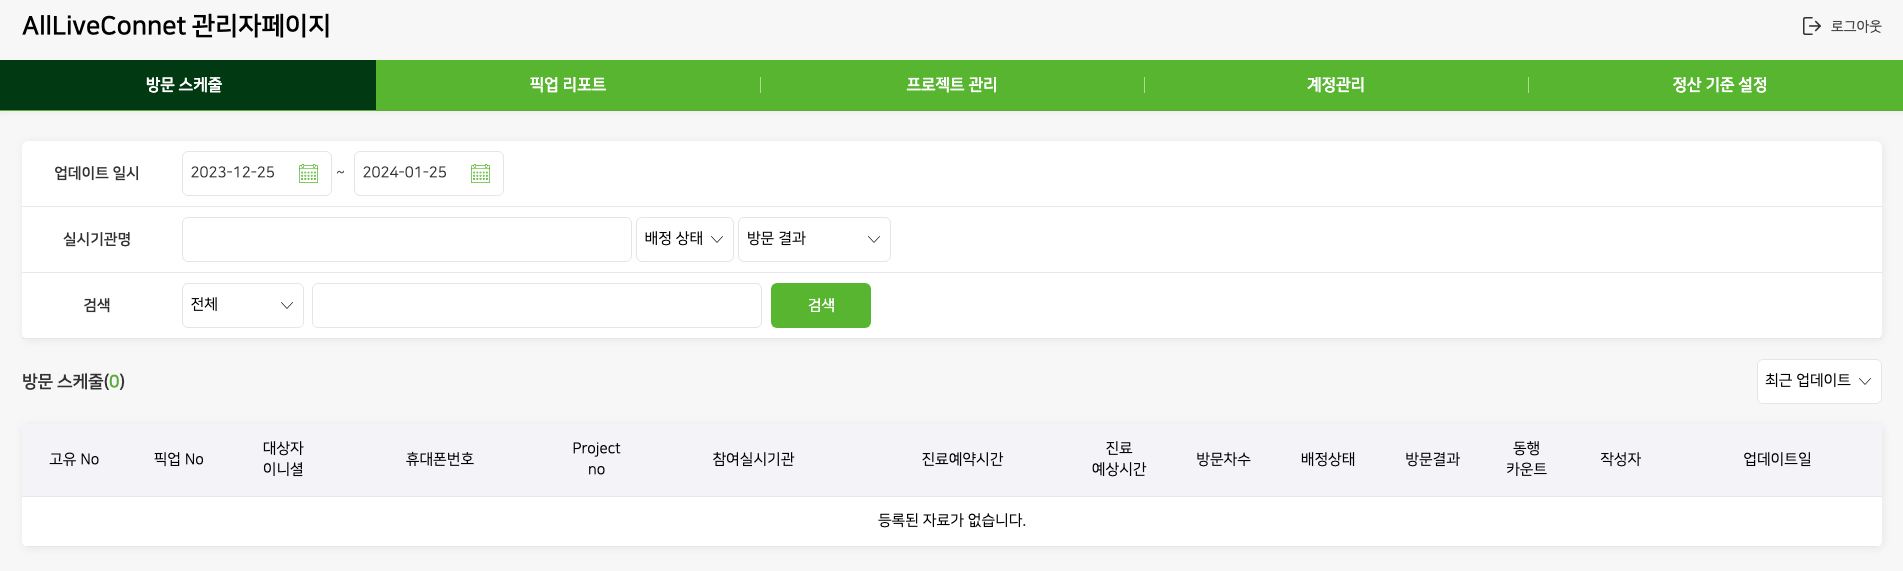 AllLiveConnet 관리자페이지
로그아웃
방문 스케줄
픽업 리포트
프로젝트 관리
계정관리
정산 기준 설정
업데이트 일시
2023-12-25
~
2024-01-25
실시기관명
배정 상태
방문 결과
검색
전체
검색
방문 스케줄(0)
최근 업데이트
고유 No
픽업 No
대상자
이니셜
휴대폰번호
Project
no
참여실시기관
진료예약시간
진료
예상시간
방문차수
배정상태
방문결과
동행
카운트
작성자
업데이트일
등록된 자료가 없습니다.